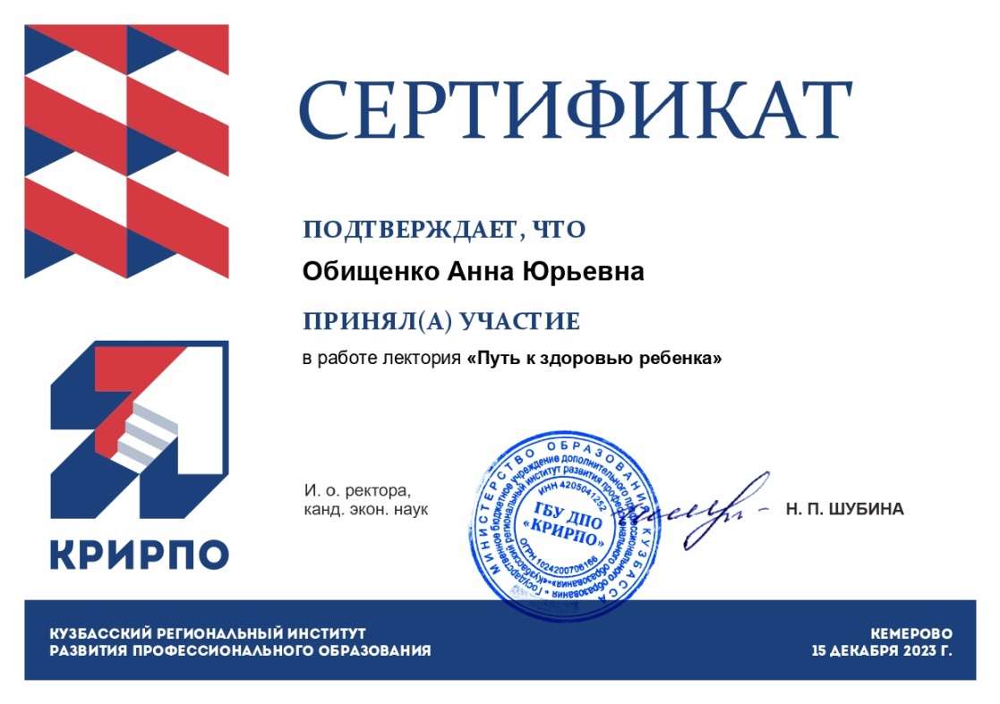 СЕРТИФИКАТ
ПОДТВЕРЖДАЕТ, ЧТО
Обищенко Анна Юрьевна
ПРИНЯЛ(А) УЧАСТИЕ
в работе лектория «Путь к здоровью ребенка»
КРИРПО
И. о. ректора,
канд. экон. наук
МИНИСТЕРСТВО ОБРАЗОВАНИЯ КУЗБАССА
Государственное бюджетное учреждение дополнительного профессионального образования
«Кузбасский региональный институт развития профессионального образования»
ИНН 4205041252
ГБУ ДПО
«КРИРПО»
ОГРН 1024200706166
Н. П. ШУБИНА
КУЗБАССКИЙ РЕГИОНАЛЬНЫЙ ИНСТИТУТ
РАЗВИТИЯ ПРОФЕССИОНАЛЬНОГО ОБРАЗОВАНИЯ
КЕМЕРОВО
15 ДЕКАБРЯ 2023 Г.